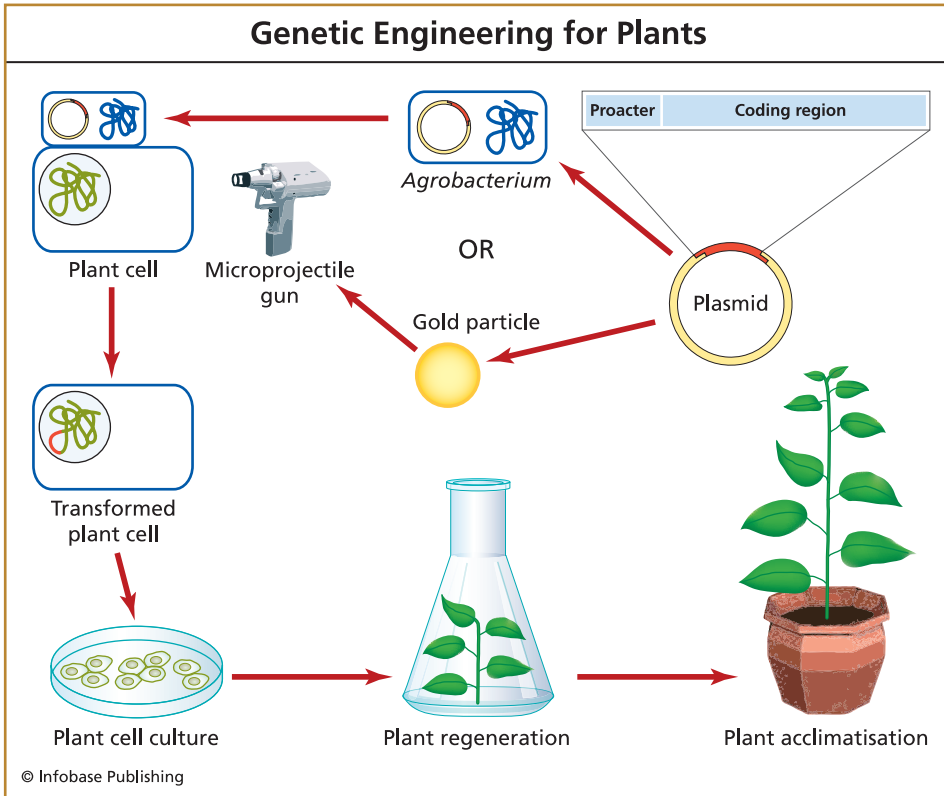 Genetic Engineering for Plants
Proacter
Coding region
Agrobacterium
Plant cell
Microprojectile
gun
OR
Plasmid
Gold particle
Transformed
plant cell
Plant cell culture
Plant regeneration
Plant acclimatisation
© Infobase Publishing